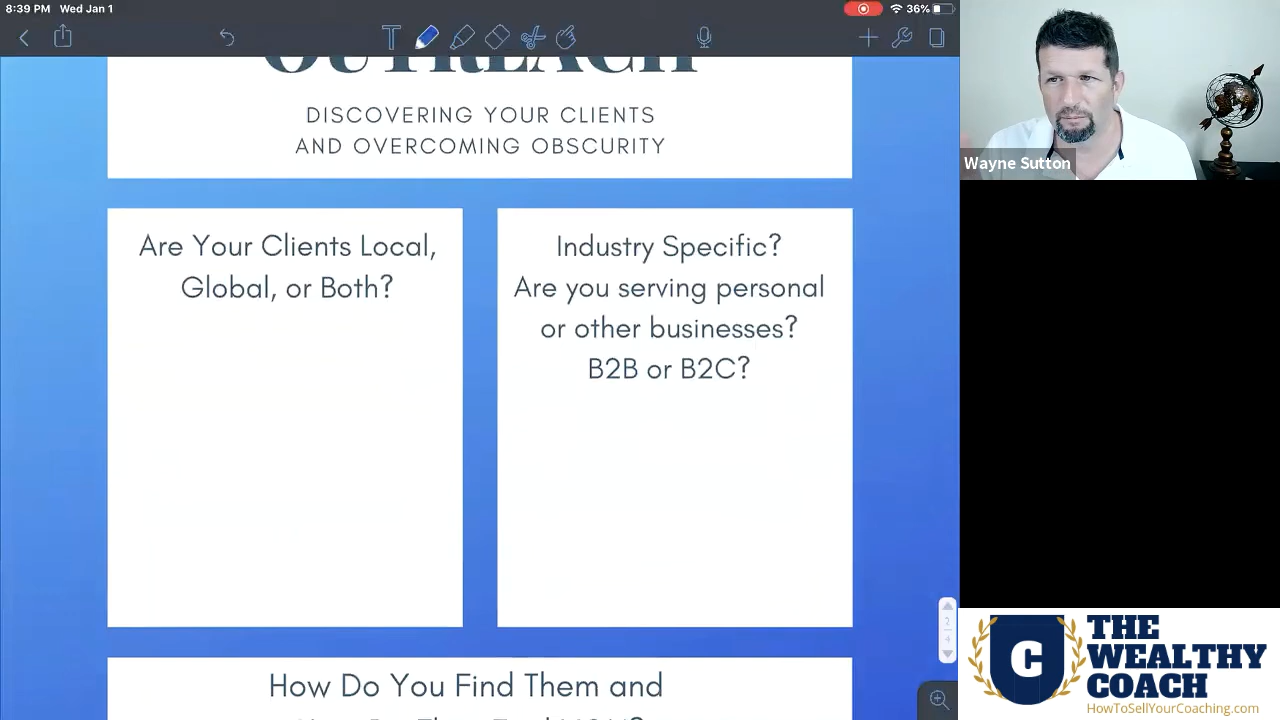 8:39 PM Wed Jan 1
36%
OUTREACH
DISCOVERING YOUR CLIENTS
AND OVERCOMING OBSCURITY
Wayne Sutton
Are Your Clients Local,
Global, or Both?
Industry Specific?
Are you serving personal
or other businesses?
B2B or B2C?
How Do You Find Them and
C
THE
WEALTHY
COACH
HowToSellYourCoaching.com